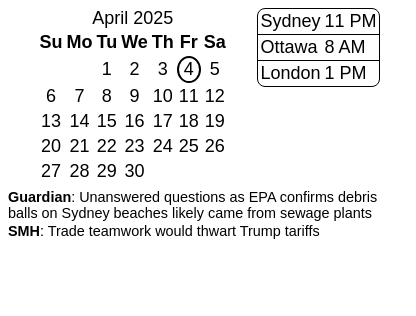 April 2025
Su Mo Tu We Th Fr Sa
1 2 3 4 5
6 7 8 9 10 11 12
13 14 15 16 17 18 19
20 21 22 23 24 25 26
27 28 29 30
Sydney 11 PM
Ottawa 8 AM
London 1 PM
Guardian: Unanswered questions as EPA confirms debris
balls on Sydney beaches likely came from sewage plants
SMH: Trade teamwork would thwart Trump tariffs